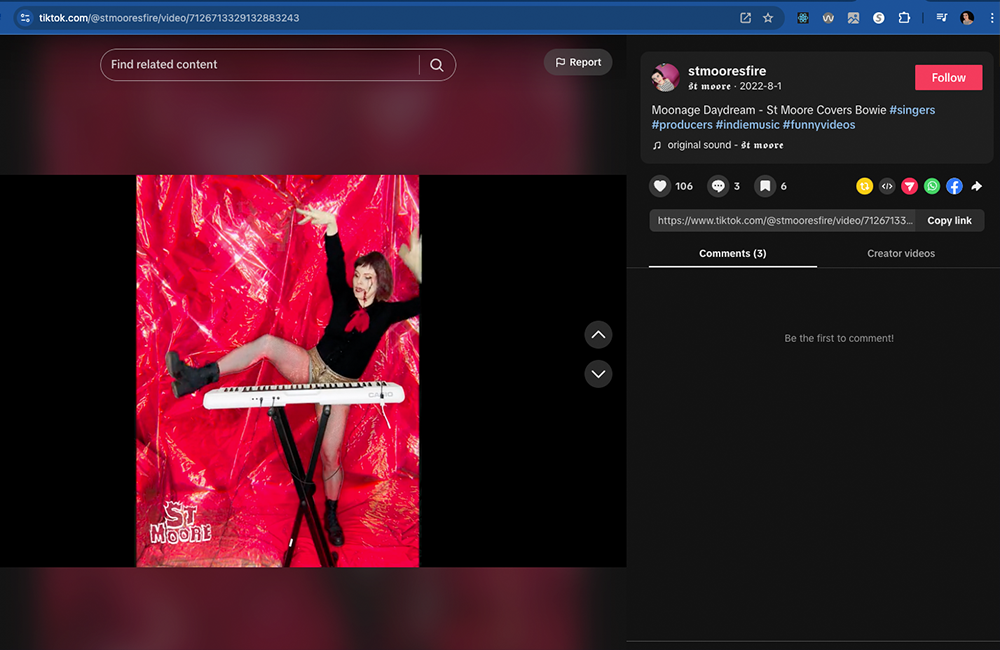 tiktok.com/@stmooresfire/video/7126713329132883243
Find related content
Report
CASIO
ST
MOORE
stmooresfire
𝖘𝖙 𝖒𝖔𝖔𝖗𝖊 · 2022-8-1
Follow
Moonage Daydream - St Moore Covers Bowie #singers
#producers #indiemusic #funnyvideos
original sound - 𝖘𝖙 𝖒𝖔𝖔𝖗𝖊
106
3
6
https://www.tiktok.com/@stmooresfire/video/71267133...
Copy link
Comments (3)
Creator videos
Be the first to comment!